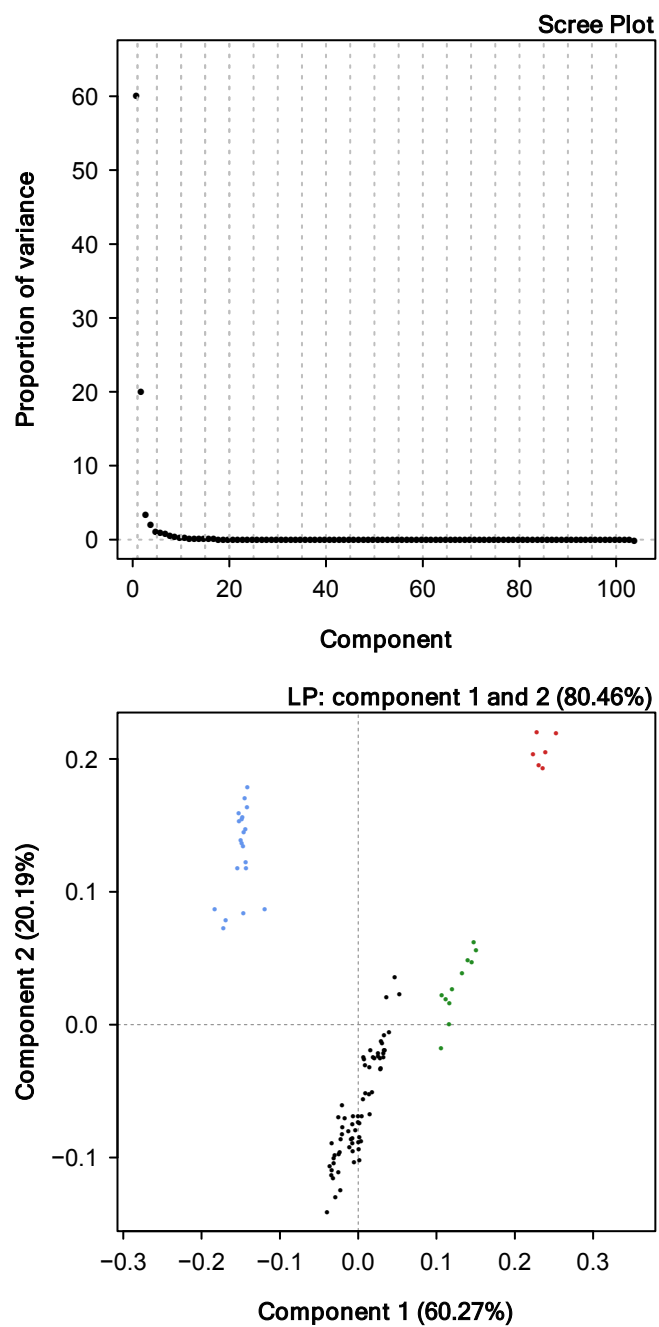 Scree Plot
60
50
40
30
20
10
0
Proportion of variance
0 20 40 60 80 100
Component
LP: component 1 and 2 (80.46%)
0.2
0.1
0.0
−0.1
Component 2 (20.19%)
−0.3 −0.2 −0.1 0.0 0.1 0.2 0.3
Component 1 (60.27%)